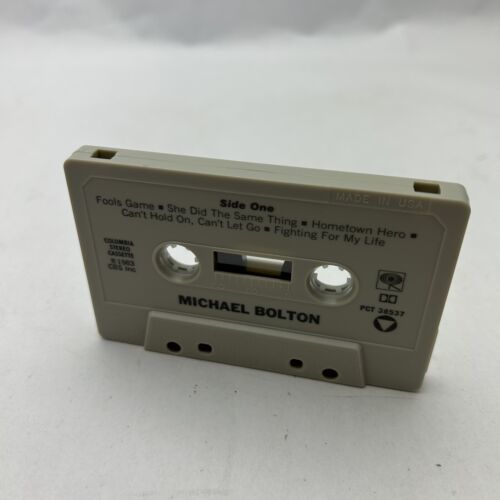 Side One
MADE IN USA
Fools Game ▪ She Did The Same Thing ▪ Hometown Hero ▪
Can't Hold On, Can't Let Go ▪ Fighting For My Life
COLUMBIA
STEREO
CASSETTE
℗ 1983
CBS Inc
MICHAEL BOLTON
PCT 38537